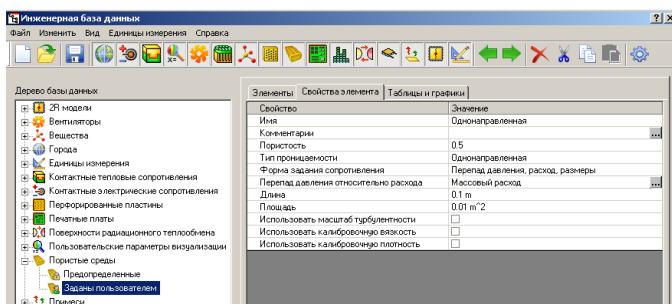 Инженерная база данных
Файл Изменить Вид Единицы измерения Справка
Дерево базы данных
2R модели
Вентиляторы
Вещества
Города
Единицы измерения
Контактные тепловые сопротивления
Контактные электрические сопротивления
Перфорированные пластины
Печатные платы
Поверхности радиационного теплообмена
Пользовательские параметры визуализации
Пористые среды
Предопределенные
Заданы пользователем
Примеси
Элементы Свойства элемента Таблицы и графики
Свойство Значение
Имя Однонаправленная
Комментарии ...
Пористость 0.5
Тип проницаемости Однонаправленная
Форма задания сопротивления Перепад давления, расход, размеры
Перепад давления относительно расхода Массовый расход ...
Длина 0.1 m
Площадь 0.01 m^2
Использовать масштаб турбулентности
Использовать калибровочную вязкость
Использовать калибровочную плотность